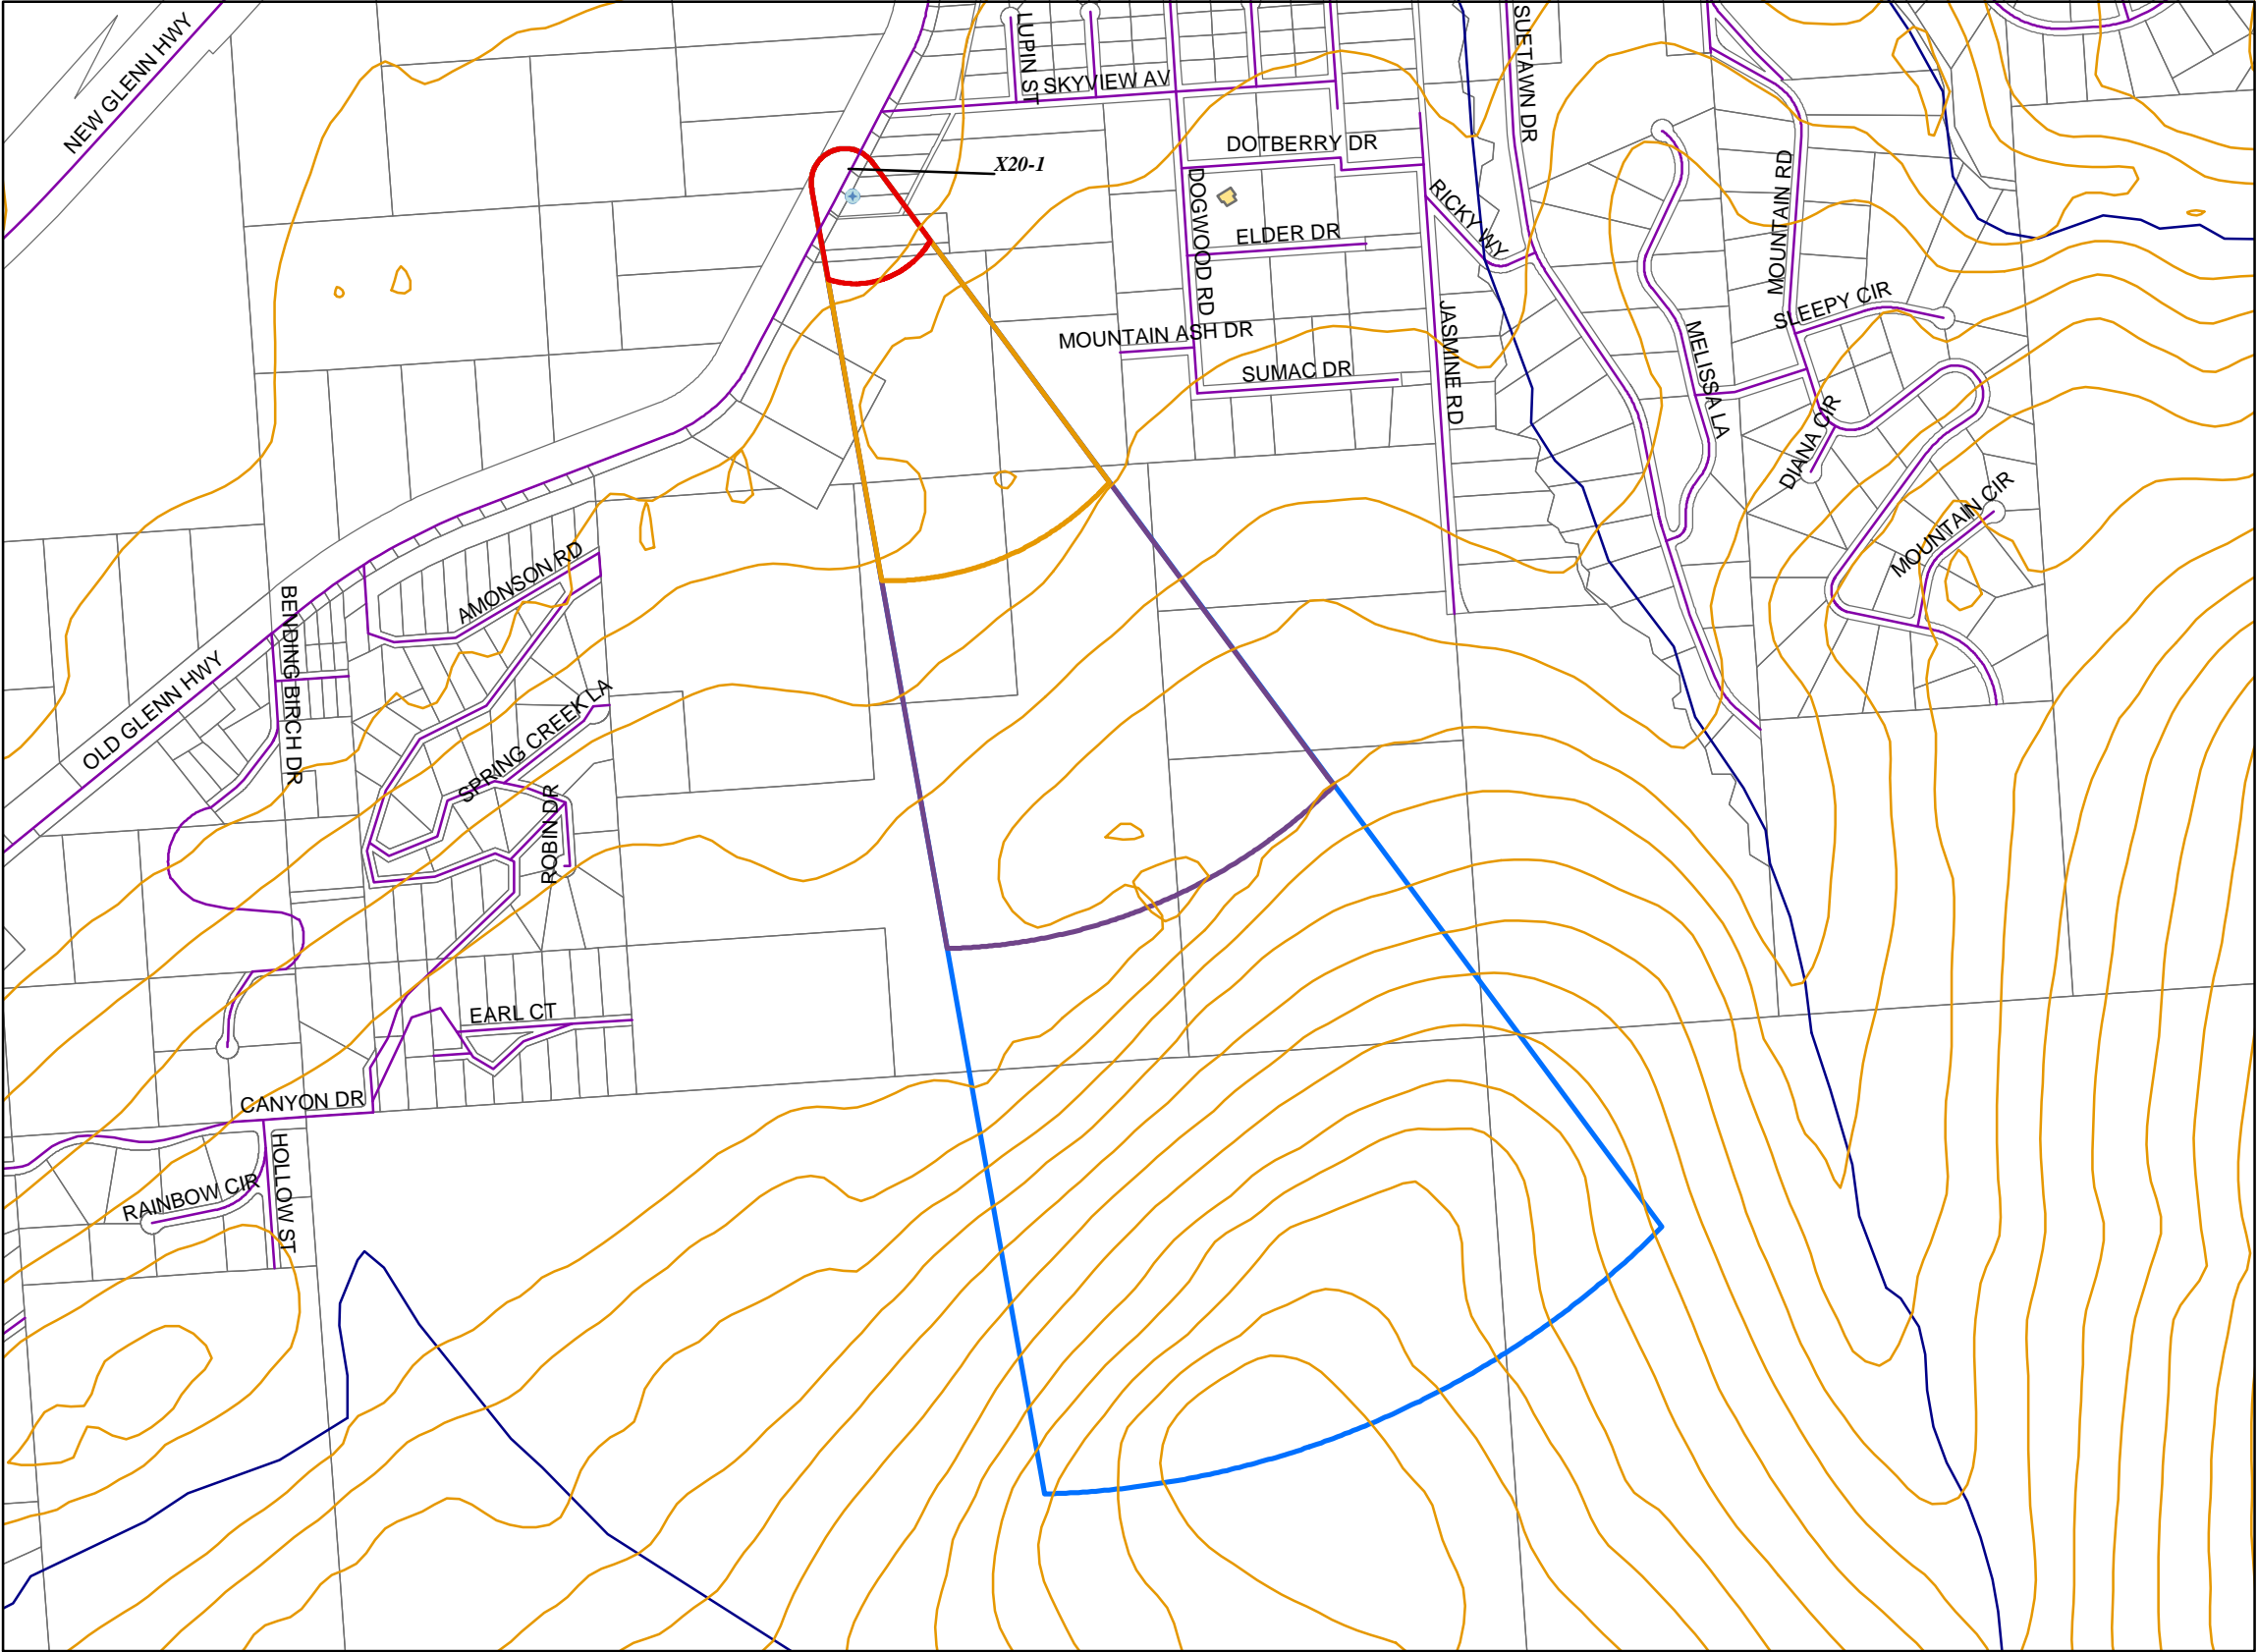 NEW GLENN HWY
LUPIN ST
SKYVIEW AV
SUETAWN DR
DOTBERRY DR
X20-1
DOGWOOD RD
RICKY WY
MOUNTAIN RD
ELDER DR
SLEEPY CIR
MOUNTAIN ASH DR
JASMINE RD
MELISSA LA
SUMAC DR
DIANA CIR
MOUNTAIN CIR
AMONSON RD
BENDING BIRCH DR
OLD GLENN HWY
SPRING CREEK LA
ROBIN DR
EARL CT
CANYON DR
HOLLOW ST
RAINBOW CIR